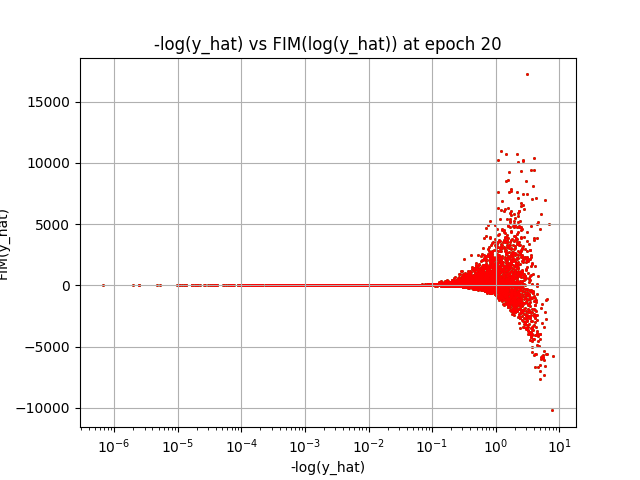 -log(y_hat) vs FIM(log(y_hat)) at epoch 20
15000
10000
5000
0
−5000
−10000
FIM(y_hat)
10⁻⁶ 10⁻⁵ 10⁻⁴ 10⁻³ 10⁻² 10⁻¹ 10⁰ 10¹
-log(y_hat)